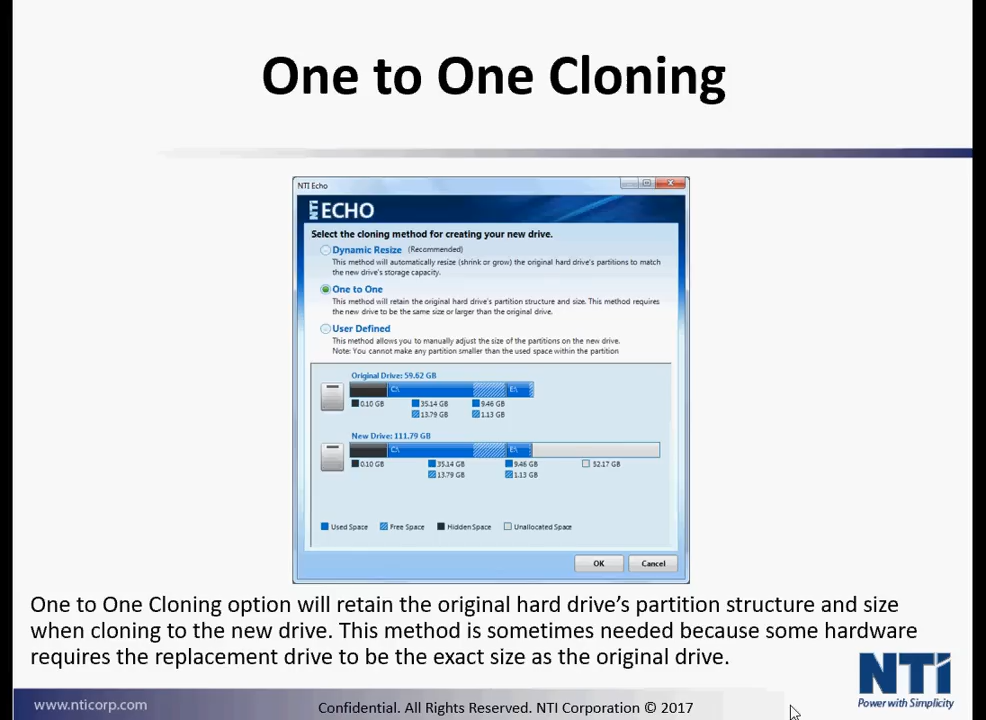 One to One Cloning
NTI Echo
NTI ECHO
Select the cloning method for creating your new drive.
Dynamic Resize (Recommended)
This method will automatically resize (shrink or grow) the original hard drive's partitions to match
the new drive's storage capacity.
One to One
This method will retain the original hard drive's partition structure and size. This method requires
the new drive to be the same size or larger than the original drive.
User Defined
This method allows you to manually adjust the size of the partitions on the new drive.
Note: You cannot make any partition smaller than the used space within the partition
Original Drive: 59.62 GB
C:\ E:\
0.10 GB 35.14 GB 9.46 GB
13.79 GB 1.13 GB
New Drive: 111.79 GB
C:\ E:\
0.10 GB 35.14 GB 9.46 GB 52.17 GB
13.79 GB 1.13 GB
Used Space Free Space Hidden Space Unallocated Space
OK Cancel
One to One Cloning option will retain the original hard drive’s partition structure and size
when cloning to the new drive. This method is sometimes needed because some hardware
requires the replacement drive to be the exact size as the original drive.
NTI
Power with Simplicity
www.nticorp.com
Confidential. All Rights Reserved. NTI Corporation © 2017